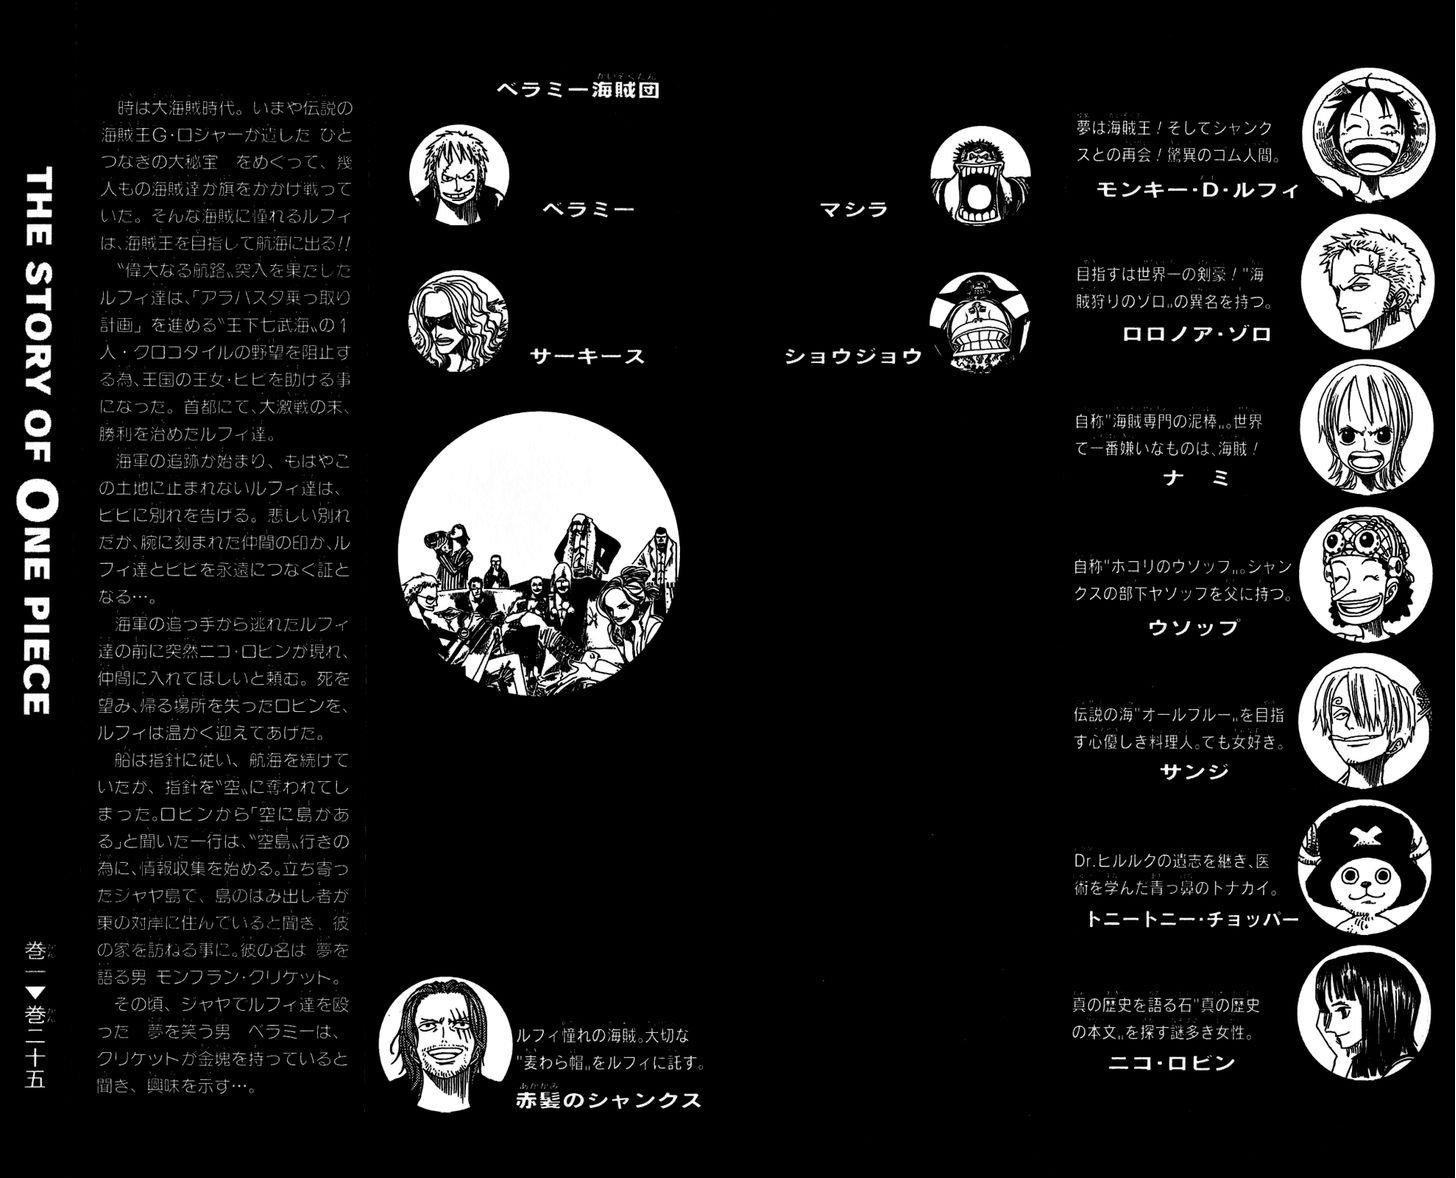 夢は海賊王！そしてシャンク
スとの再会！驚異のゴム人間。
モンキー・D・ルフィ
目指すは世界一の剣豪！"海
賊狩りのゾロ〟の異名を持つ。
ロロノア・ゾロ
自称"海賊専門の泥棒〟。世界
で一番嫌いなものは、海賊！
ナ　ミ
自称"ホコリのウソップ〟。シャン
クスの部下ヤソップを父に持つ。
ウソップ
伝説の海"オールブルー〟を目指
す心優しき料理人。でも女好き。
サンジ
Dr.ヒルルクの遺志を継き、医
術を学んだ青っ鼻のトナカイ。
トニートニー・チョッパー
真の歴史を語る石"真の歴史
の本文〟を探す謎多き女性。
ニコ・ロビン
マシラ
ショウジョウ
ベラミー海賊団
かいぞくだん
ベラミー
サーキース
ルフィ憧れの海賊。大切な
"麦わら帽〟をルフィに託す。
あかがみ
赤髪のシャンクス
時は大海賊時代。いまや伝説の
海賊王G・ロジャーが遺した ひと
つなぎの大秘宝　をめぐって、幾
人もの海賊達が旗をかかげ戦って
いた。そんな海賊に憧れるルフィ
は、海賊王を目指して航海に出る!!
〝偉大なる航路〟突入を果たした
ルフィ達は、「アラバスタ乗っ取り
計画」を進める〝王下七武海〟の1
人・クロコダイルの野望を阻止す
る為、王国の王女・ビビを助ける事
になった。首都にて、大激戦の末、
勝利を治めたルフィ達。
海軍の追跡が始まり、もはやこ
の土地に止まれないルフィ達は、
ビビに別れを告げる。悲しい別れ
だが、腕に刻まれた仲間の印が、ル
フィ達とビビを永遠につなぐ証と
なる…。
海軍の追っ手から逃れたルフィ
達の前に突然ニコ・ロビンが現れ、
仲間に入れてほしいと頼む。死を
望み、帰る場所を失ったロビンを、
ルフィは温かく迎えてあげた。
船は指針に従い、航海を続けて
いたが、指針を〝空〟に奪われてし
まった。ロビンから「空に島があ
る」と聞いた一行は、〝空島〟行きの
為に、情報収集を始める。立ち寄っ
たジャヤ島で、島のはみ出し者が
東の対岸に住んでいると聞き、彼
の家を訪ねる事に。彼の名は 夢を
語る男 モンブラン・クリケット。
その頃、ジャヤでルフィ達を殴
った　夢を笑う男　ベラミーは、
クリケットが金塊を持っていると
聞き、興味を示す…。
THE STORY OF ONE PIECE
巻一▶巻二十五